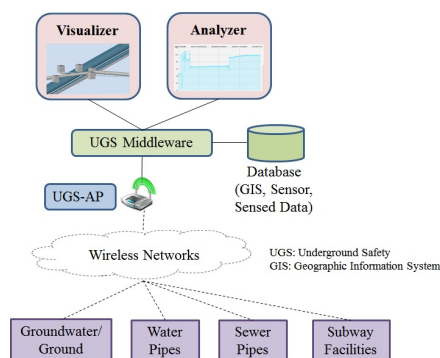 Visualizer
Analyzer
UGS Middleware
Database
(GIS, Sensor,
Sensed Data)
UGS-AP
Wireless Networks
UGS: Underground Safety
GIS: Geographic Information System
Groundwater/
Ground
Water
Pipes
Sewer
Pipes
Subway
Facilities